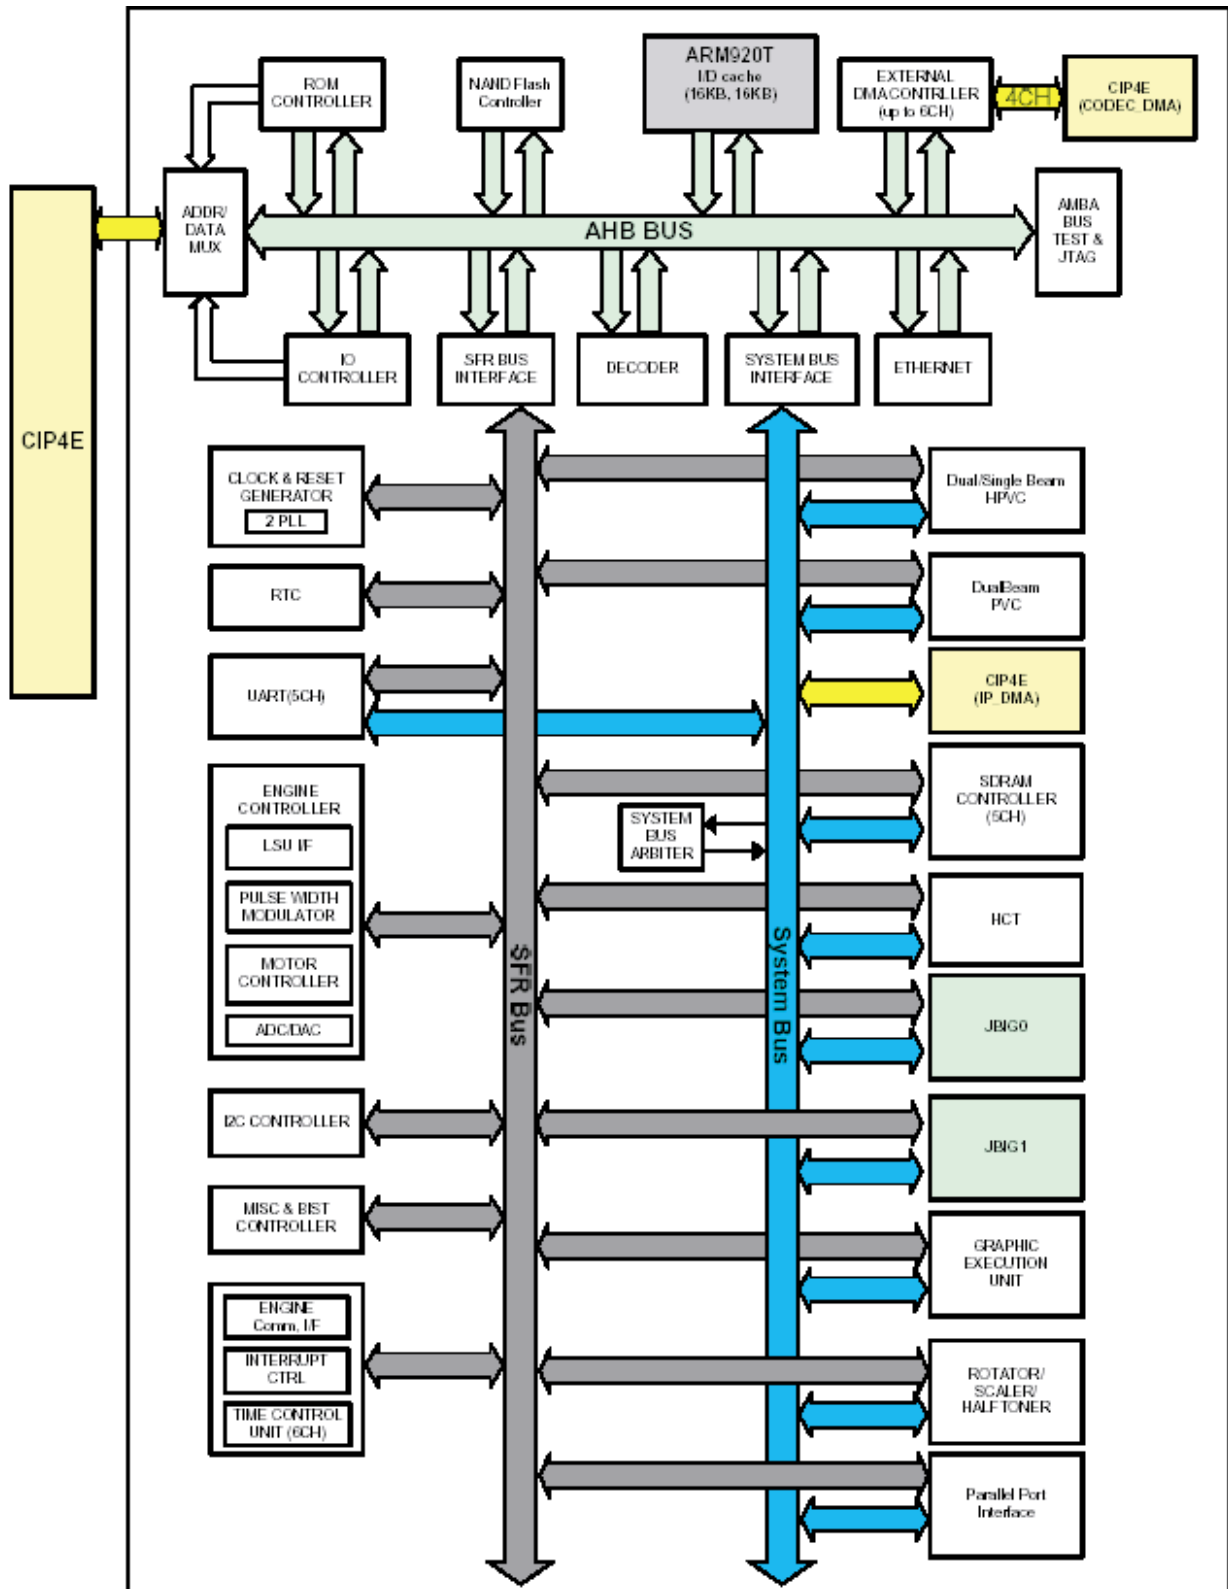 ROM
CONTROLLER
NAND Flash
Controller
ARM920T
I/D cache
(16KB, 16KB)
EXTERNAL
DMACONTRLLER
(up to 6CH)
4CH
CIP4E
(CODEC_DMA)
CIP4E
ADDR/
DATA
MUX
AHB BUS
AMBA
BUS
TEST &
JTAG
IO
CONTROLLER
SFR BUS
INTERFACE
DECODER
SYSTEM BUS
INTERFACE
ETHERNET
CLOCK & RESET
GENERATOR
2 PLL
RTC
UART(5CH)
ENGINE
CONTROLLER
LSU I/F
PULSE WIDTH
MODULATOR
MOTOR
CONTROLLER
ADC/DAC
I2C CONTROLLER
MISC & BIST
CONTROLLER
ENGINE
Comm, I/F
INTERRUPT
CTRL
TIME CONTROL
UNIT (6CH)
SFR Bus
SYSTEM
BUS
ARBITER
System Bus
Dual/Single Beam
HPVC
DualBeam
PVC
CIP4E
(IP_DMA)
SDRAM
CONTROLLER
(5CH)
HCT
JBIG0
JBIG1
GRAPHIC
EXECUTION
UNIT
ROTATOR/
SCALER/
HALFTONER
Parallel Port
Interface